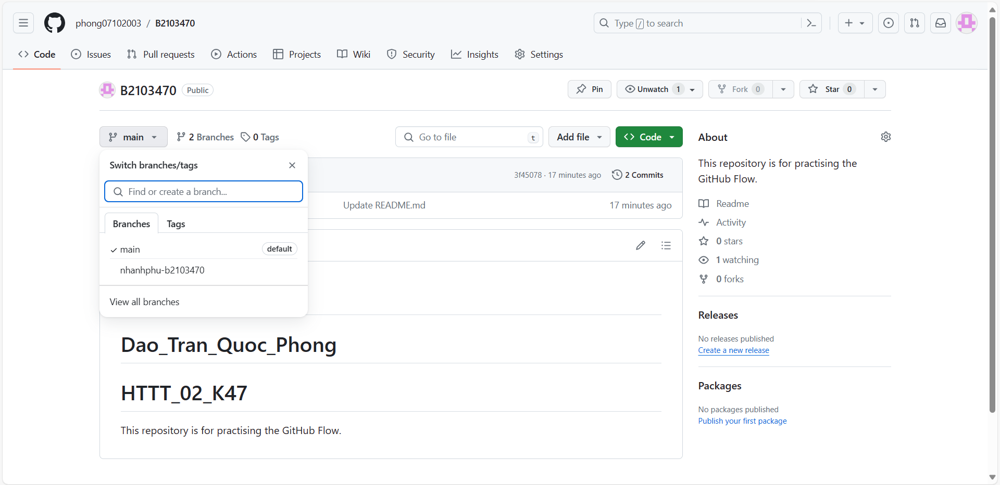 phong07102003 / B2103470
Type / to search
Code Issues Pull requests Actions Projects Wiki Security Insights Settings
B2103470 Public
Pin Unwatch 1 Fork 0 Star 0
main 2 Branches 0 Tags
Go to file t
Add file
Code
Switch branches/tags
Find or create a branch...
Branches Tags
main default
nhanhphu-b2103470
View all branches
3f45078 · 17 minutes ago 2 Commits
Update README.md 17 minutes ago
Dao_Tran_Quoc_Phong
HTTT_02_K47
This repository is for practising the GitHub Flow.
About
This repository is for practising the
GitHub Flow.
Readme
Activity
0 stars
1 watching
0 forks
Releases
No releases published
Create a new release
Packages
No packages published
Publish your first package